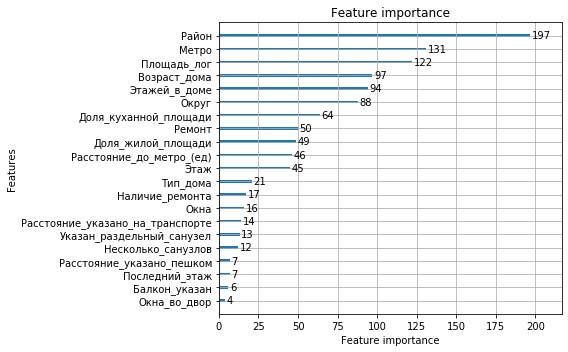 Feature importance
Район 197
Метро 131
Площадь_лог 122
Возраст_дома 97
Этажей_в_доме 94
Округ 88
Доля_куханной_площади 64
Ремонт 50
Доля_жилой_площади 49
Расстояние_до_метро_(ед) 46
Этаж 45
Тип_дома 21
Наличие_ремонта 17
Окна 16
Расстояние_указано_на_транспорте 14
Указан_раздельный_санузел 13
Несколько_санузлов 12
Расстояние_указано_пешком 7
Последний_этаж 7
Балкон_указан 6
Окна_во_двор 4
Features
0 25 50 75 100 125 150 175 200
Feature importance